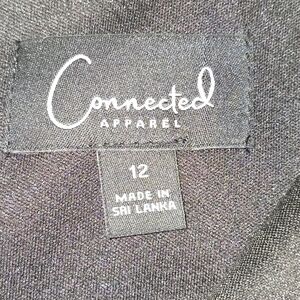 Connected
APPAREL
12
MADE IN
SRI LANKA